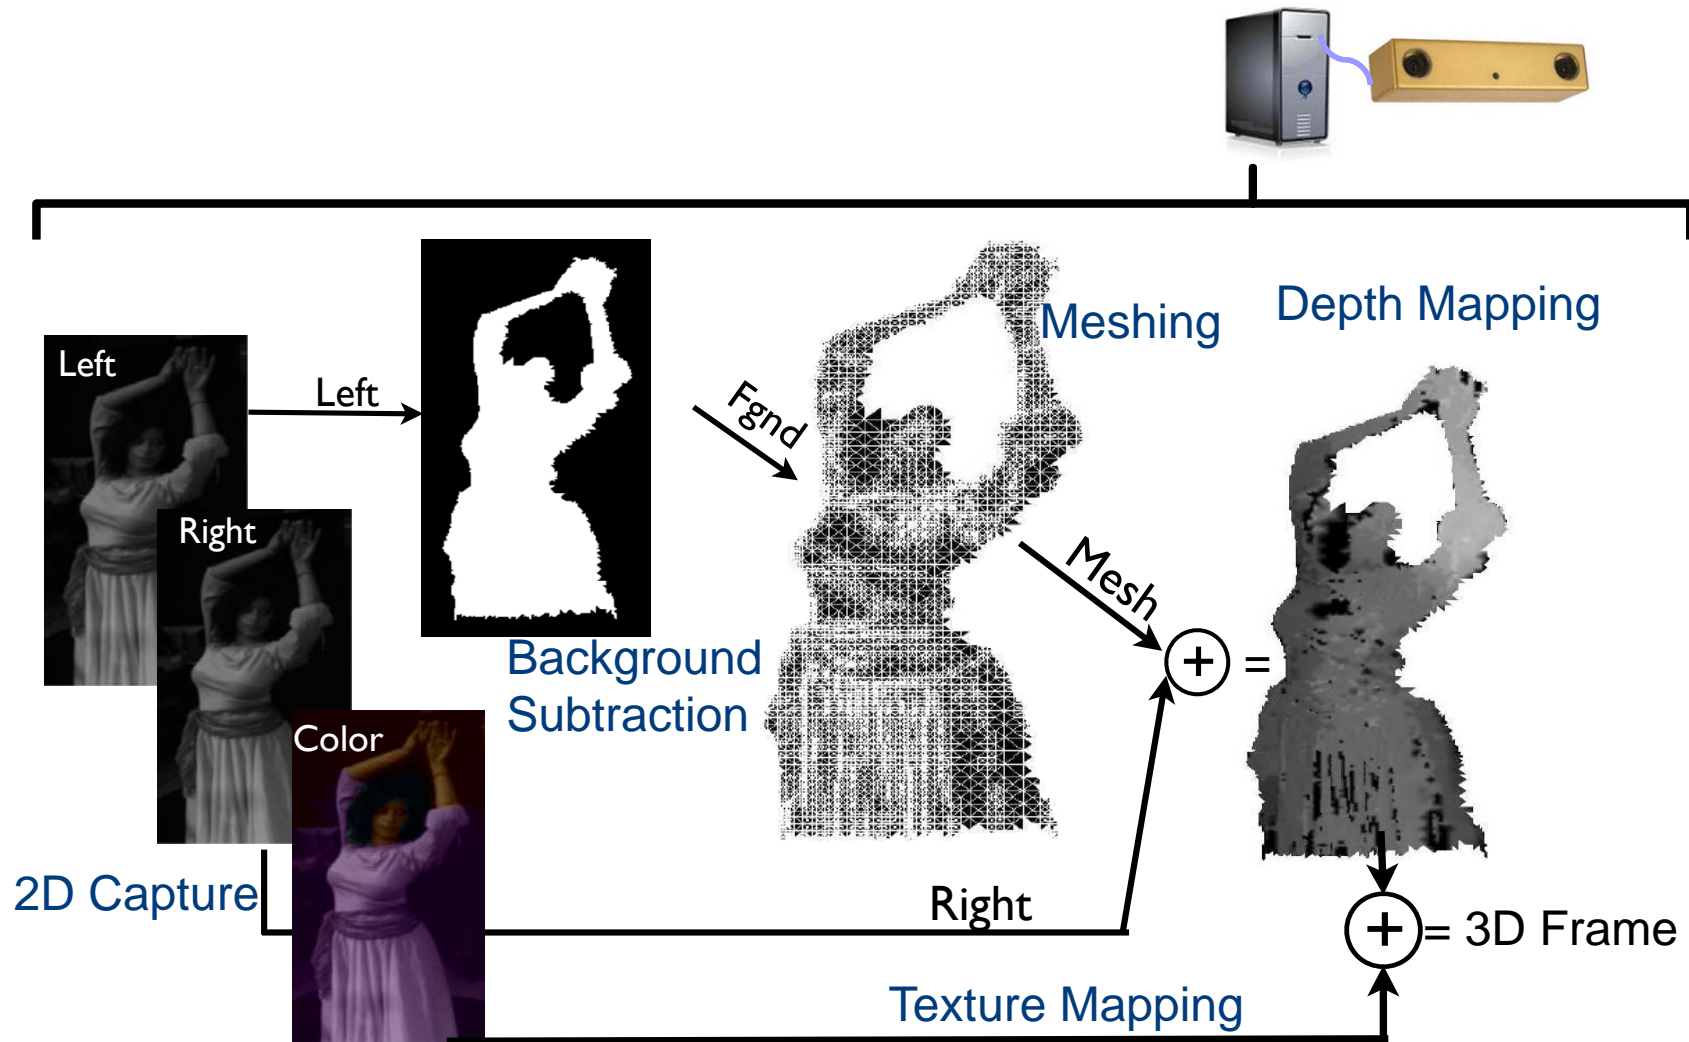 Left
Left
Right
Color
2D Capture
Background
Subtraction
Fgnd
Meshing
Mesh
Depth Mapping
+
=
Right
Texture Mapping
+
= 3D Frame